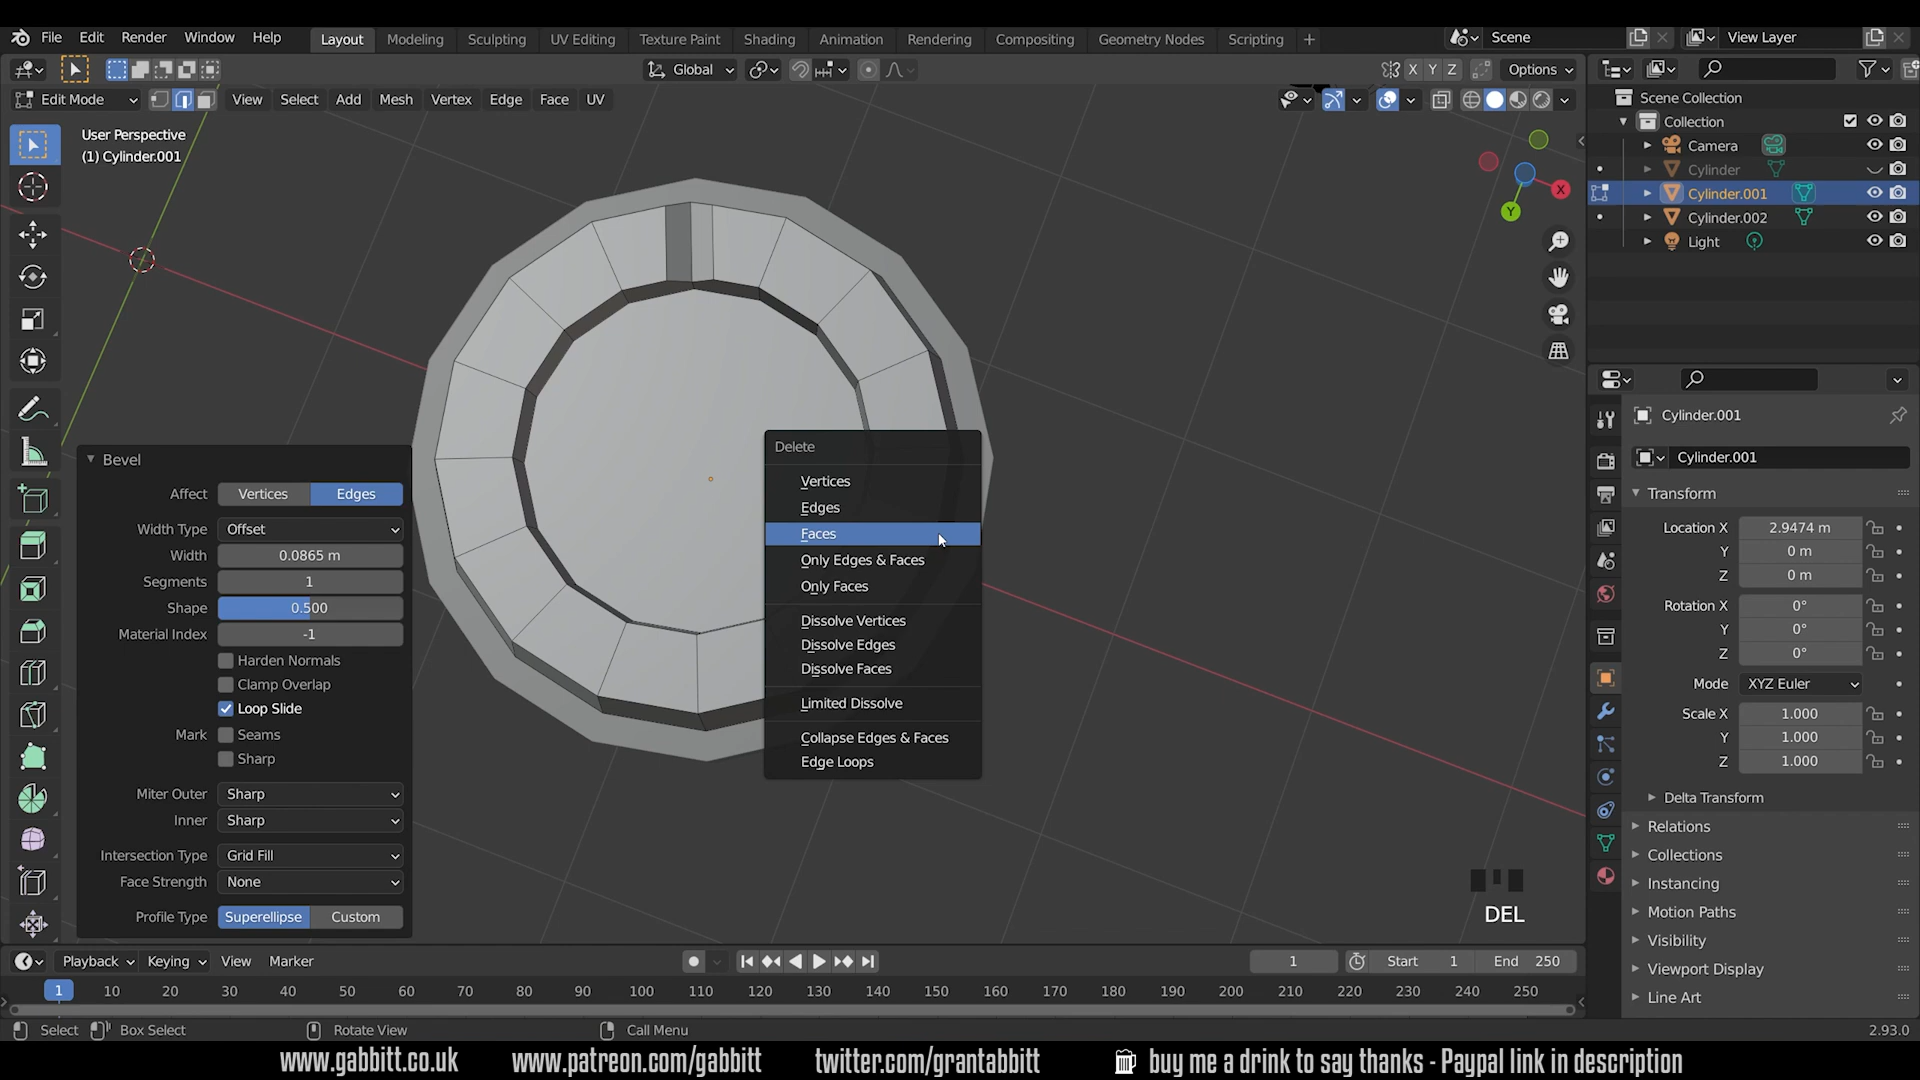 File Edit Render Window Help
Layout Modeling Sculpting UV Editing Texture Paint Shading Animation Rendering Compositing Geometry Nodes Scripting +
Scene
View Layer
Global
X Y Z
Options
Edit Mode
View Select Add Mesh Vertex Edge Face UV
User Perspective
(1) Cylinder.001
X
Y
Scene Collection
Collection
Camera
Cylinder
Cylinder.001
Cylinder.002
Light
Cylinder.001
Cylinder.001
Transform
Location X 2.9474 m
Y 0 m
Z 0 m
Rotation X 0°
Y 0°
Z 0°
Mode XYZ Euler
Scale X 1.000
Y 1.000
Z 1.000
Delta Transform
Relations
Collections
Instancing
Motion Paths
Visibility
Viewport Display
Line Art
Bevel
Affect Vertices Edges
Width Type Offset
Width 0.0865 m
Segments 1
Shape 0.500
Material Index -1
Harden Normals
Clamp Overlap
Loop Slide
Mark Seams
Sharp
Miter Outer Sharp
Inner Sharp
Intersection Type Grid Fill
Face Strength None
Profile Type Superellipse Custom
Delete
Vertices
Edges
Faces
Only Edges & Faces
Only Faces
Dissolve Vertices
Dissolve Edges
Dissolve Faces
Limited Dissolve
Collapse Edges & Faces
Edge Loops
DEL
Playback Keying View Marker
1 Start 1 End 250
1 10 20 30 40 50 60 70 80 90 100 110 120 130 140 150 160 170 180 190 200 210 220 230 240 250
Select Box Select Rotate View Call Menu 2.93.0
www.gabbitt.co.uk www.patreon.com/gabbitt twitter.com/grantabbitt buy me a drink to say thanks - Paypal link in description